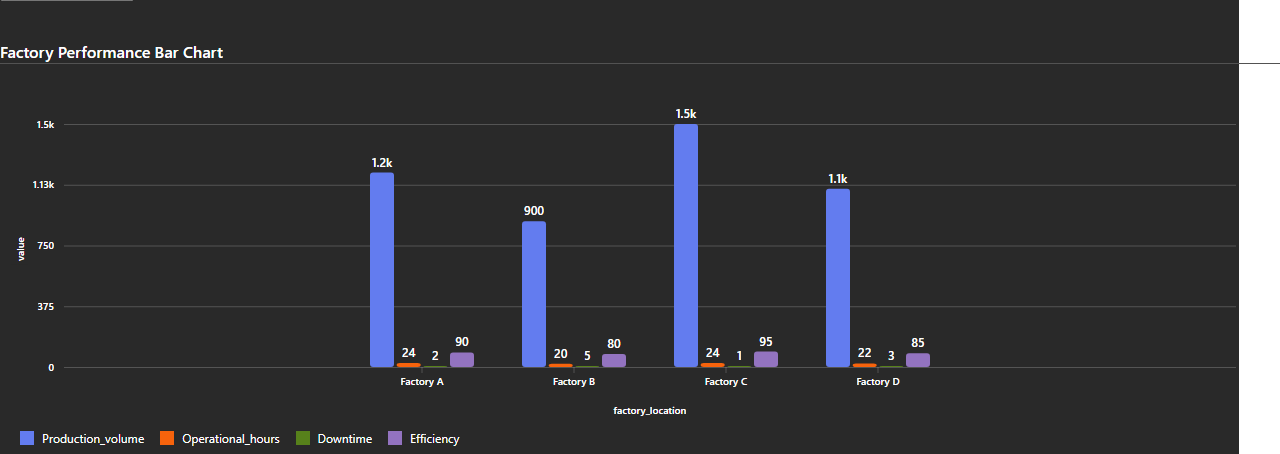 Factory Performance Bar Chart
1.5k
1.5k
1.2k
1.13k
1.1k
900
750
value
375
24 2 90
20 5 80
24 1 95
22 3 85
0
Factory A Factory B Factory C Factory D
factory_location
Production_volume Operational_hours Downtime Efficiency